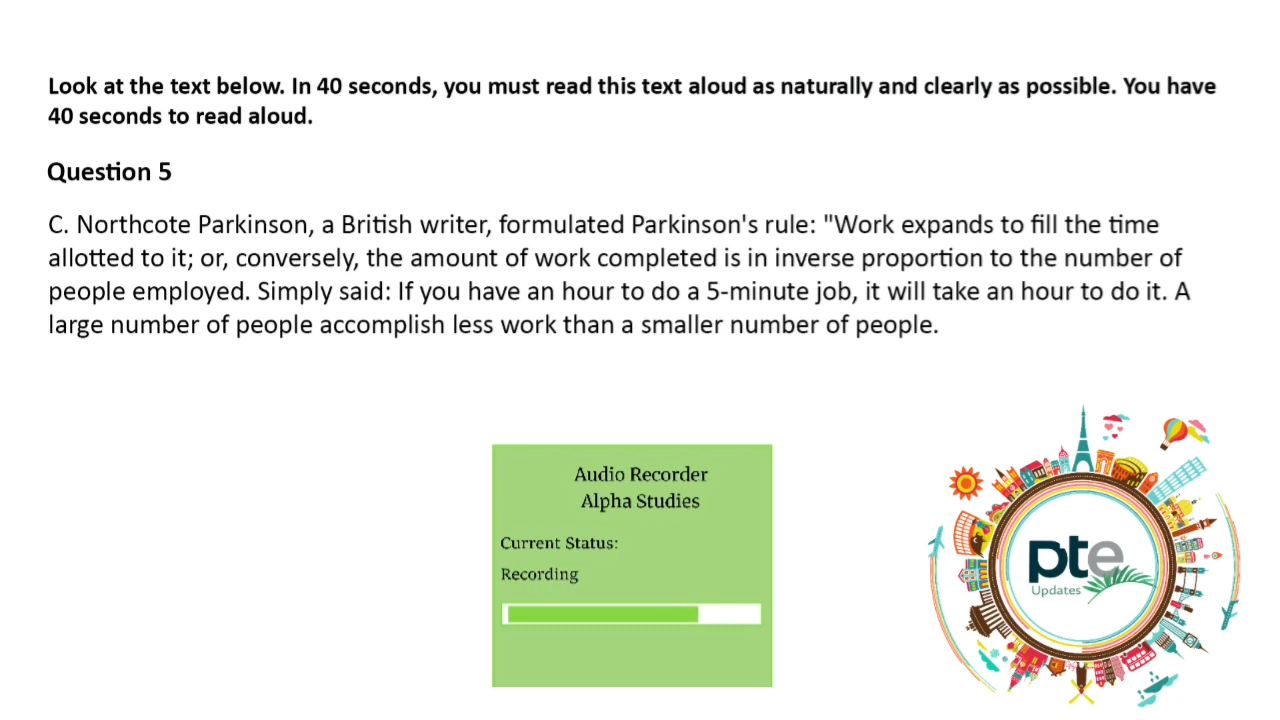 Look at the text below. In 40 seconds, you must read this text aloud as naturally and clearly as possible. You have
40 seconds to read aloud.
Question 5
C. Northcote Parkinson, a British writer, formulated Parkinson's rule: "Work expands to fill the time
allotted to it; or, conversely, the amount of work completed is in inverse proportion to the number of
people employed. Simply said: If you have an hour to do a 5-minute job, it will take an hour to do it. A
large number of people accomplish less work than a smaller number of people.
Audio Recorder
Alpha Studies
Current Status:
Recording
pte
Updates